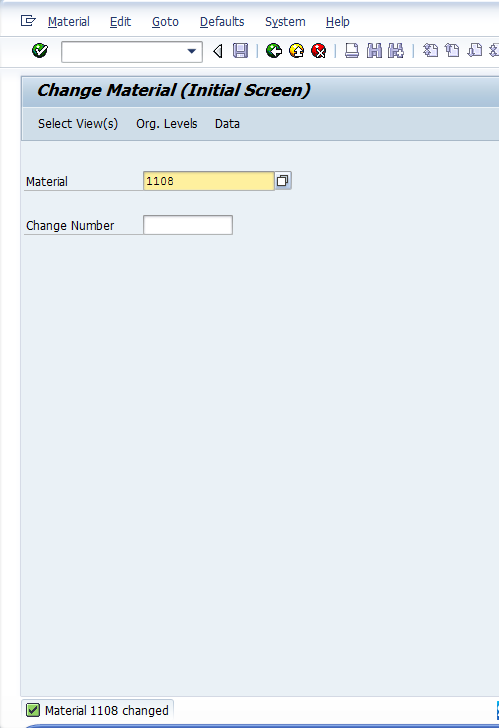 Material Edit Goto Defaults System Help
Change Material (Initial Screen)
Select View(s) Org. Levels Data
Material 1108
Change Number
Material 1108 changed